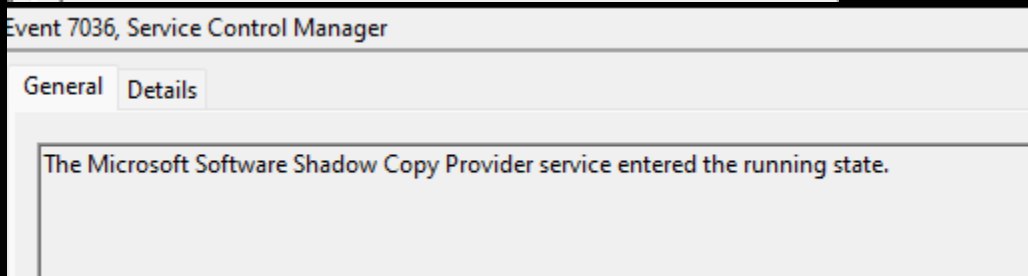 Event 7036, Service Control Manager
General
Details
The Microsoft Software Shadow Copy Provider service entered the running state.